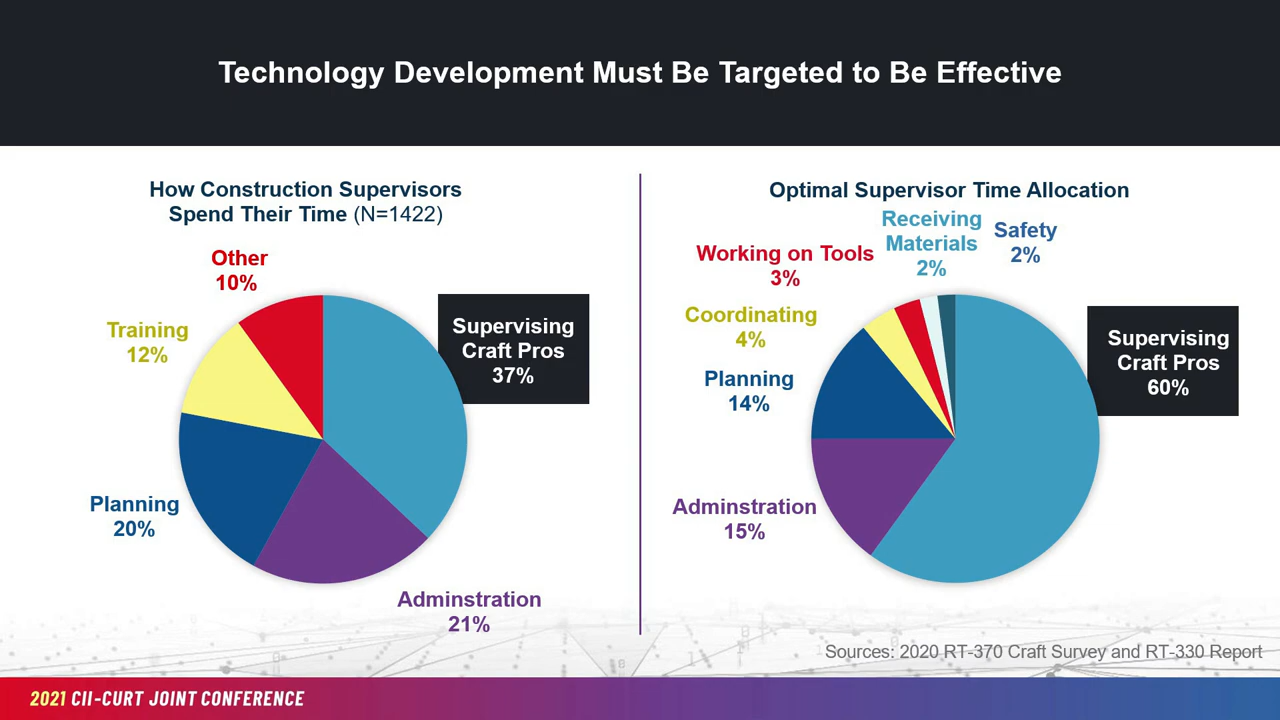 Technology Development Must Be Targeted to Be Effective
How Construction Supervisors
Spend Their Time (N=1422)
Other
10%
Training
12%
Supervising
Craft Pros
37%
Planning
20%
Adminstration
21%
Optimal Supervisor Time Allocation
Receiving
Materials
2%
Safety
2%
Working on Tools
3%
Coordinating
4%
Planning
14%
Supervising
Craft Pros
60%
Adminstration
15%
Sources: 2020 RT-370 Craft Survey and RT-330 Report
2021 CII-CURT JOINT CONFERENCE